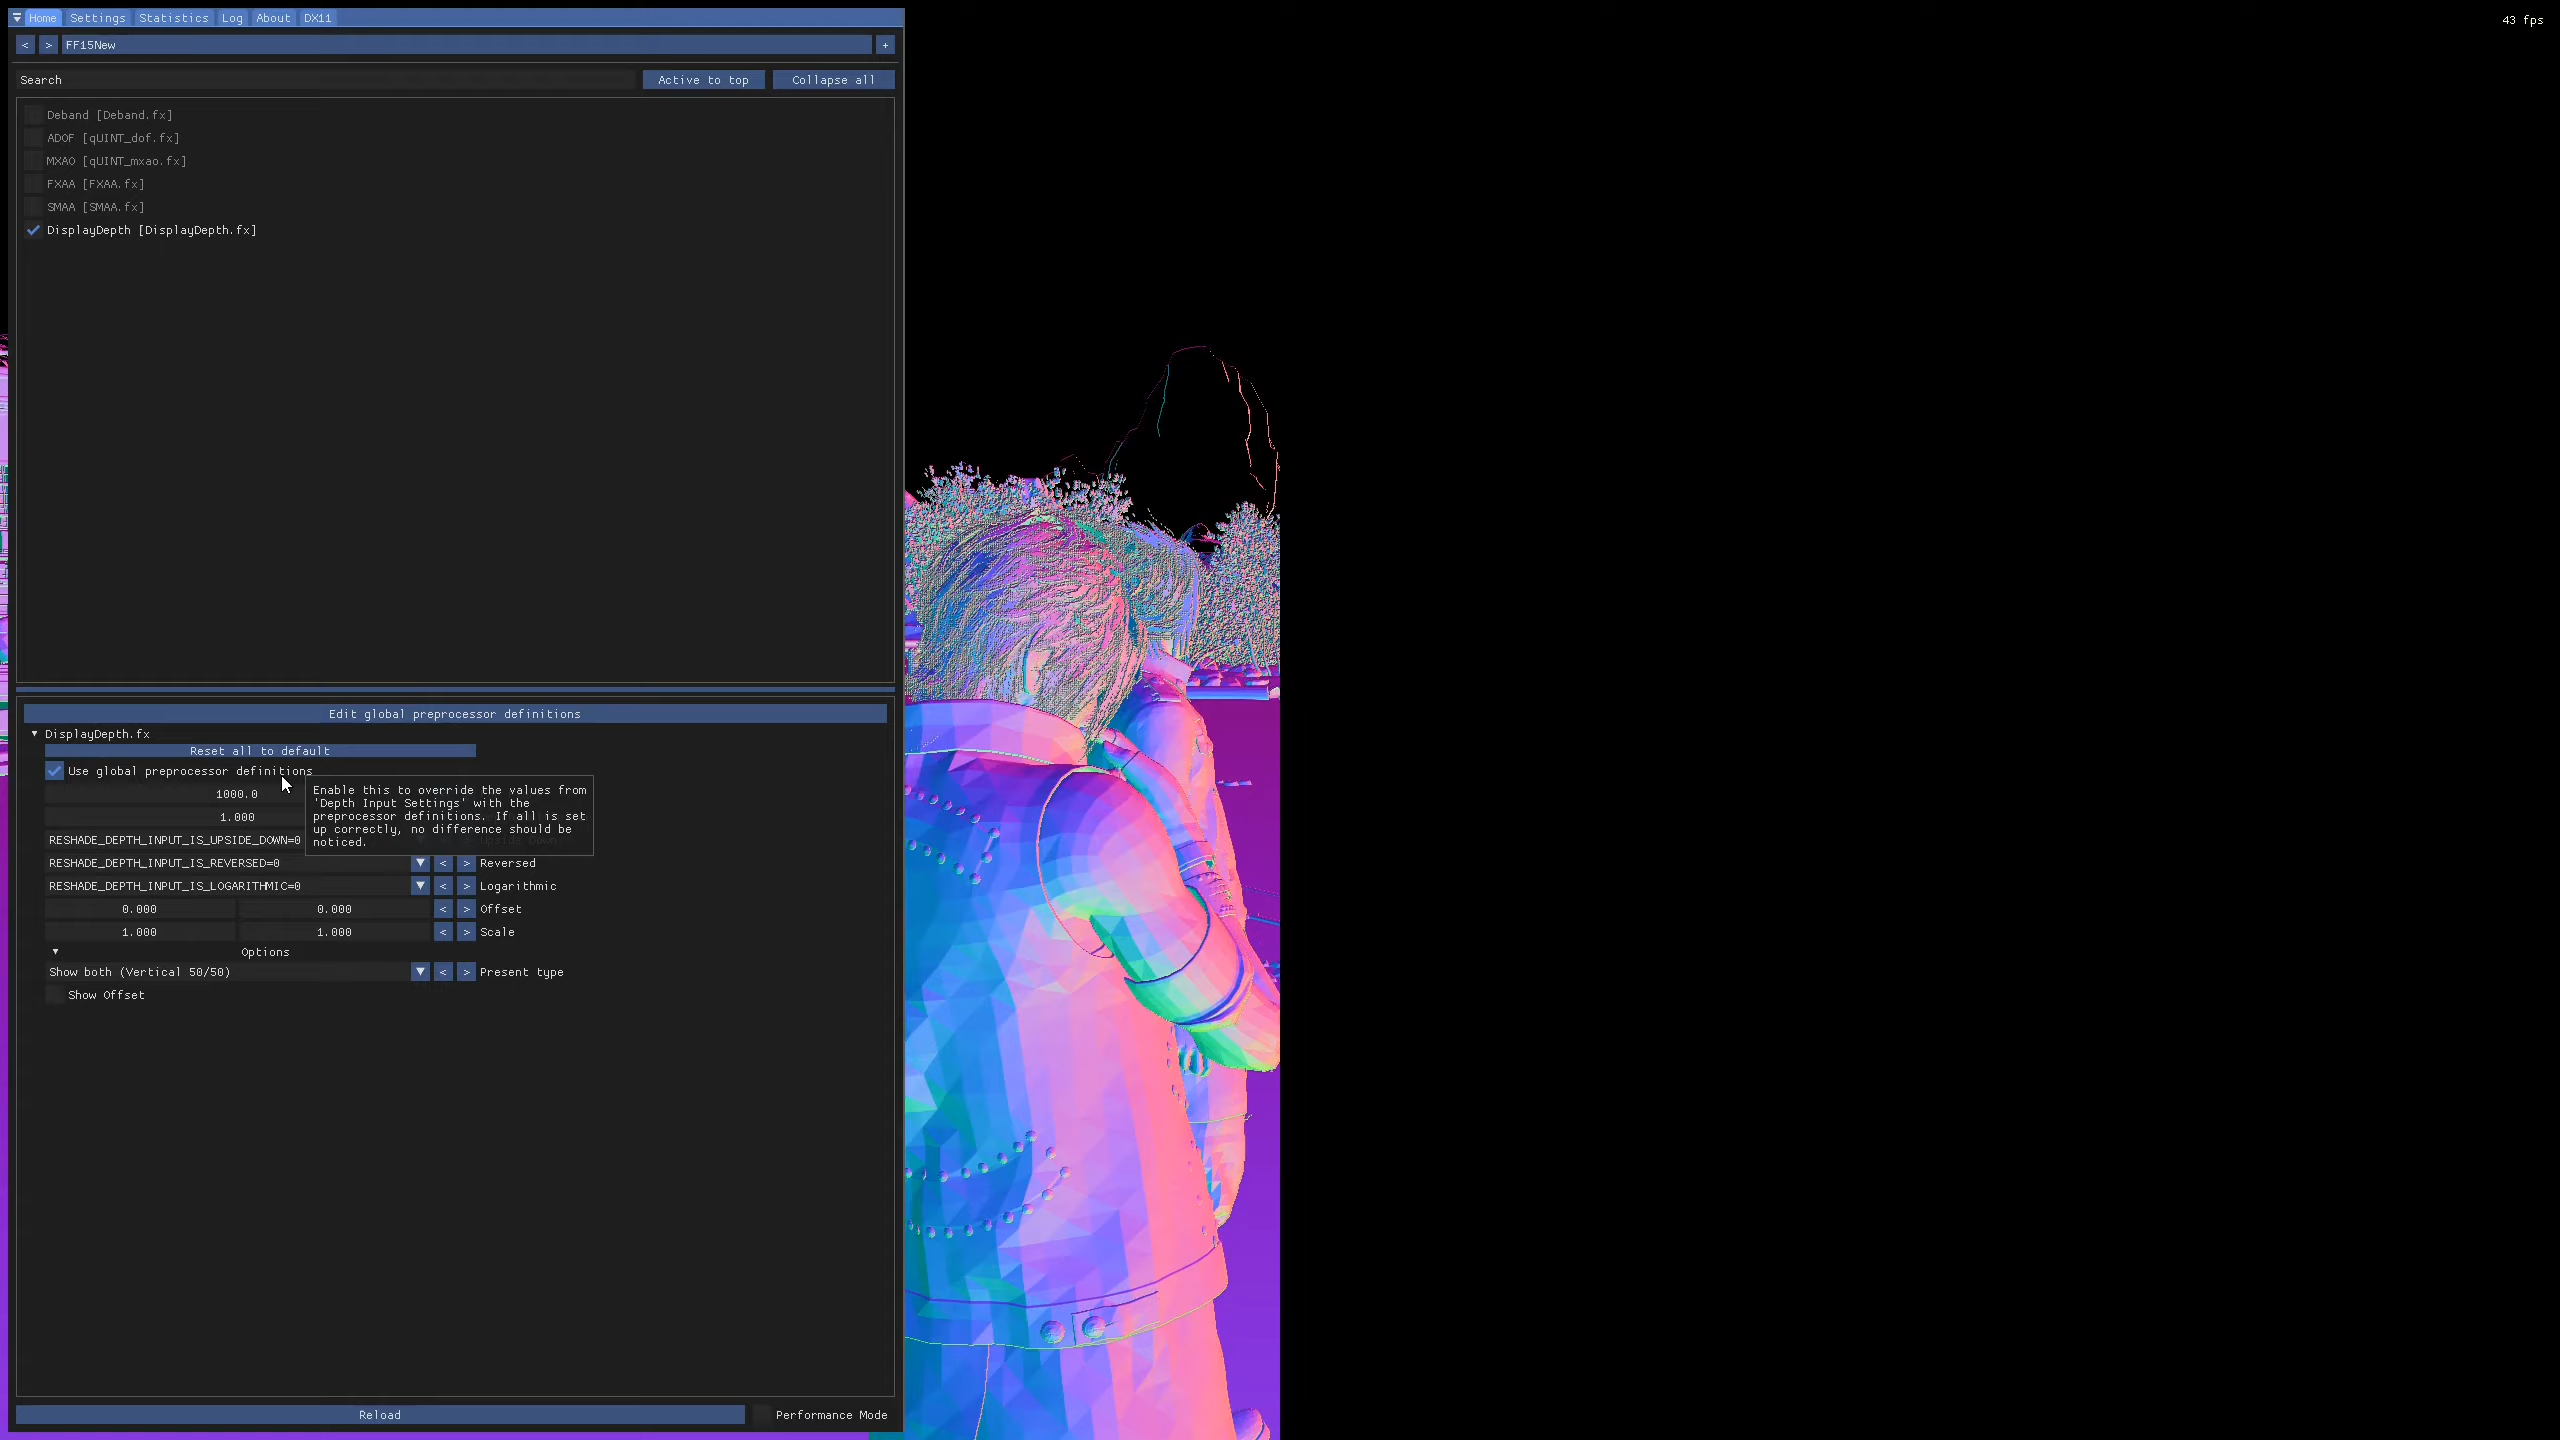 Home Settings Statistics Log About DX11
43 fps
< > FF15New +
Search Active to top Collapse all
Deband [Deband.fx]
ADOF [qUINT_dof.fx]
MXAO [qUINT_mxao.fx]
FXAA [FXAA.fx]
SMAA [SMAA.fx]
DisplayDepth [DisplayDepth.fx]
Edit global preprocessor definitions
DisplayDepth.fx
Reset all to default
Use global preprocessor definitions
1000.0
1.000
Enable this to override the values from
'Depth Input Settings' with the
preprocessor definitions. If all is set
up correctly, no difference should be
noticed.
RESHADE_DEPTH_INPUT_IS_UPSIDE_DOWN=0
RESHADE_DEPTH_INPUT_IS_REVERSED=0 < > Reversed
RESHADE_DEPTH_INPUT_IS_LOGARITHMIC=0 < > Logarithmic
0.000 0.000 < > Offset
1.000 1.000 < > Scale
Options
Show both (Vertical 50/50) < > Present type
Show Offset
Reload Performance Mode